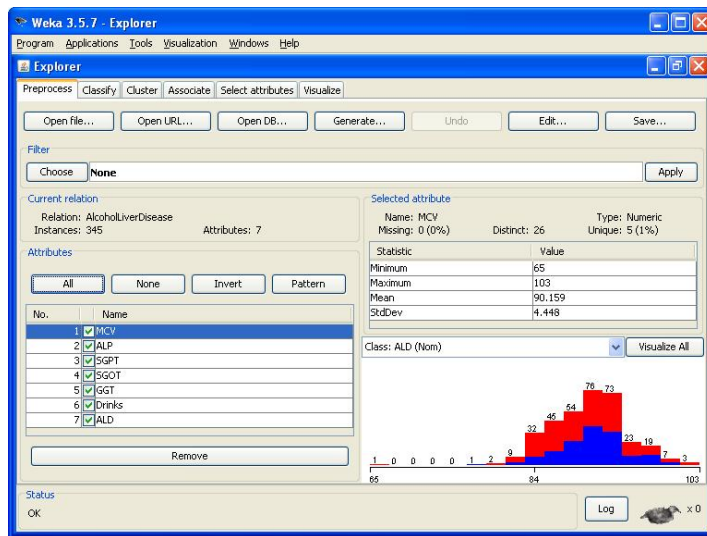 Weka 3.5.7 - Explorer
Program Applications Tools Visualization Windows Help
Explorer
Preprocess Classify Cluster Associate Select attributes Visualize
Open file... Open URL... Open DB... Generate... Undo Edit... Save...
Filter
Choose None Apply
Current relation
Relation: AlcoholLiverDisease
Instances: 345 Attributes: 7
Attributes
All None Invert Pattern
No. Name
1 MCV
2 ALP
3 SGPT
4 SGOT
5 GGT
6 Drinks
7 ALD
Remove
Selected attribute
Name: MCV Type: Numeric
Missing: 0 (0%) Distinct: 26 Unique: 5 (1%)
Statistic Value
Minimum 65
Maximum 103
Mean 90.159
StdDev 4.448
Class: ALD (Nom) Visualize All
1 0 0 0 0 1 2 9 32 45 54 76 73 23 19 7 3
65 84 103
Status
OK
Log x 0